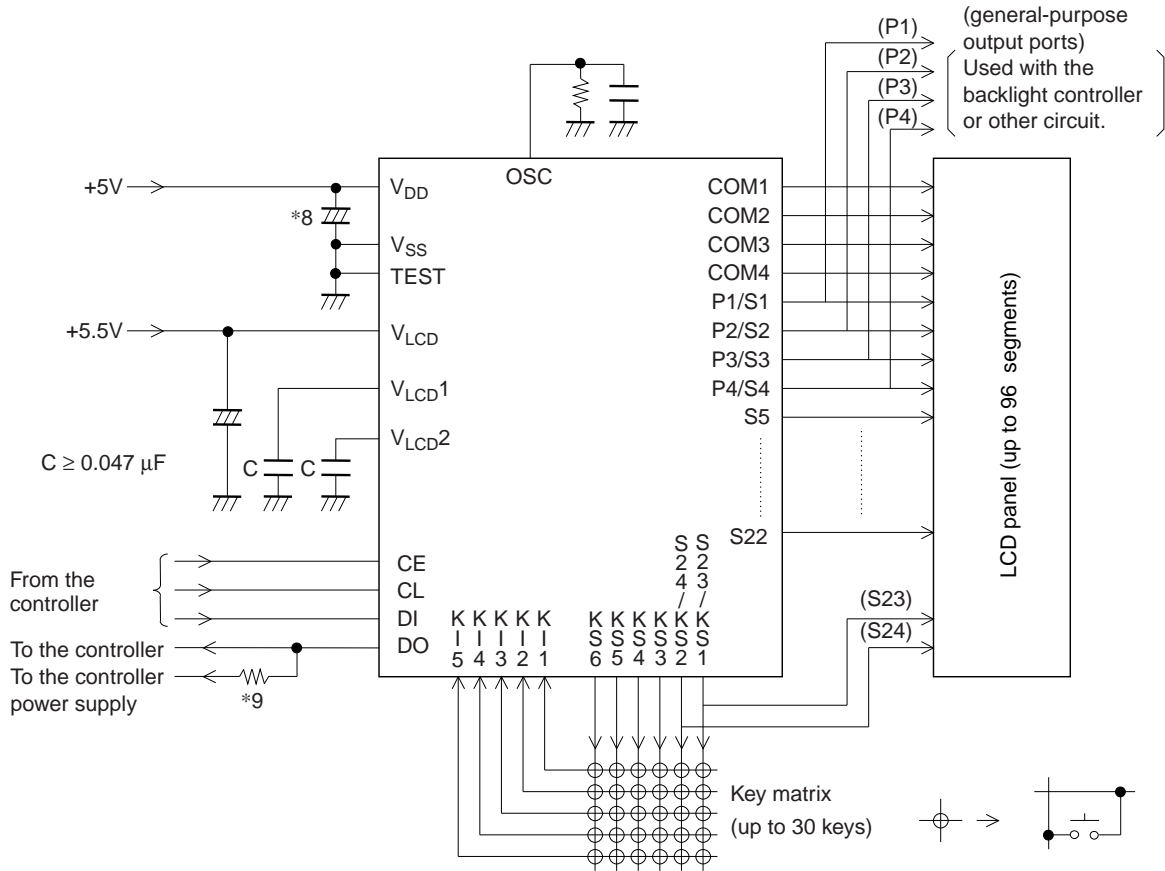 (P1)
(P2)
(P3)
(P4)
(general-purpose
output ports)
Used with the
backlight controller
or other circuit.
OSC
+5V
VDD
*8
VSS
TEST
+5.5V
VLCD
VLCD1
VLCD2
C ≥ 0.047 μF
C
C
COM1
COM2
COM3
COM4
P1/S1
P2/S2
P3/S3
P4/S4
S5
S22
LCD panel (up to 96 segments)
(S23)
(S24)
From the
controller
CE
CL
DI
DO
To the controller
To the controller
power supply
*9
KI5
KI4
KI3
KI2
KI1
KS6
KS5
KS4
KS3
S24/KS2
S23/KS1
Key matrix
(up to 30 keys)